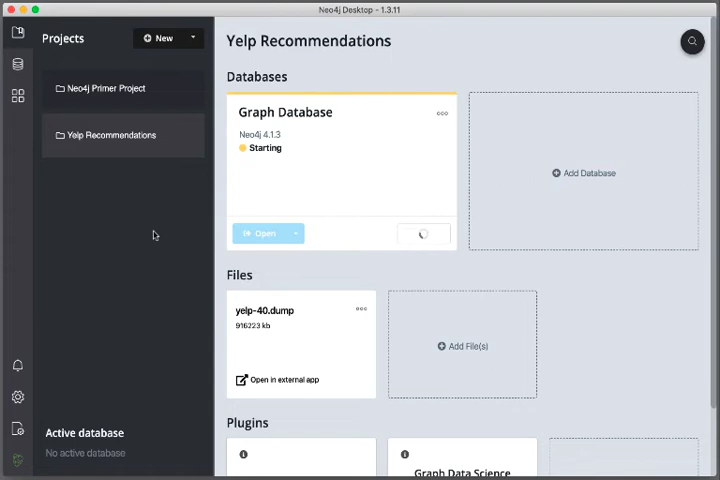 Neo4j Desktop - 1.3.11
Projects
New
Neo4j Primer Project
Yelp Recommendations
Active database
No active database
Yelp Recommendations
Databases
Graph Database
Neo4j 4.1.3
Starting
Open
Add Database
Files
yelp-40.dump
916223 kb
Open in external app
Add File(s)
Plugins
Graph Data Science